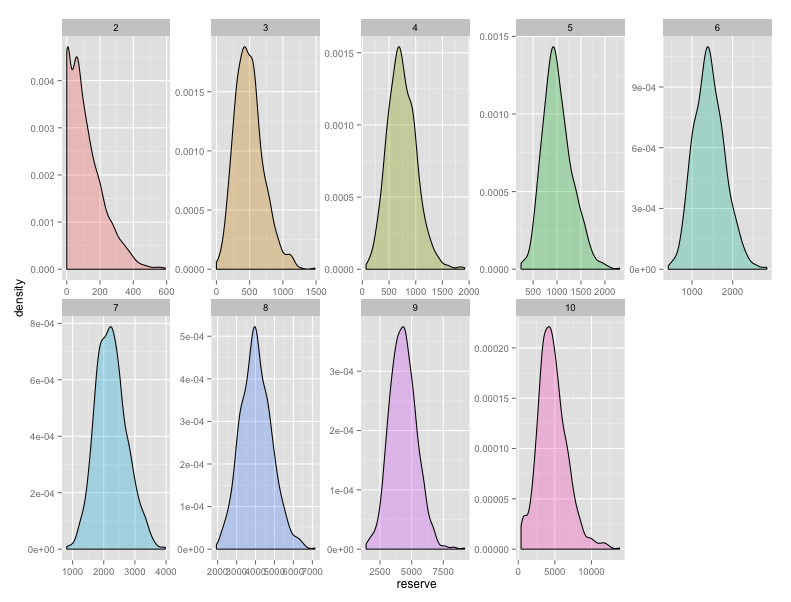 2 3 4 5 6
0.004
0.003
0.002
0.001
0.000
0 200 400 600
0.0015
0.0010
0.0005
0.0000
0 500 1000 1500
0.0015
0.0010
0.0005
0.0000
0 500 1000 1500 2000
0.0015
0.0010
0.0005
0.0000
500 1000 1500 2000
9e-04
6e-04
3e-04
0e+00
1000 2000
density
7 8 9 10
8e-04
6e-04
4e-04
2e-04
0e+00
1000 2000 3000 4000
5e-04
4e-04
3e-04
2e-04
1e-04
0e+00
2000 3000 4000 5000 6000 7000
3e-04
2e-04
1e-04
0e+00
2500 5000 7500
0.00020
0.00015
0.00010
0.00005
0.00000
0 5000 10000
reserve